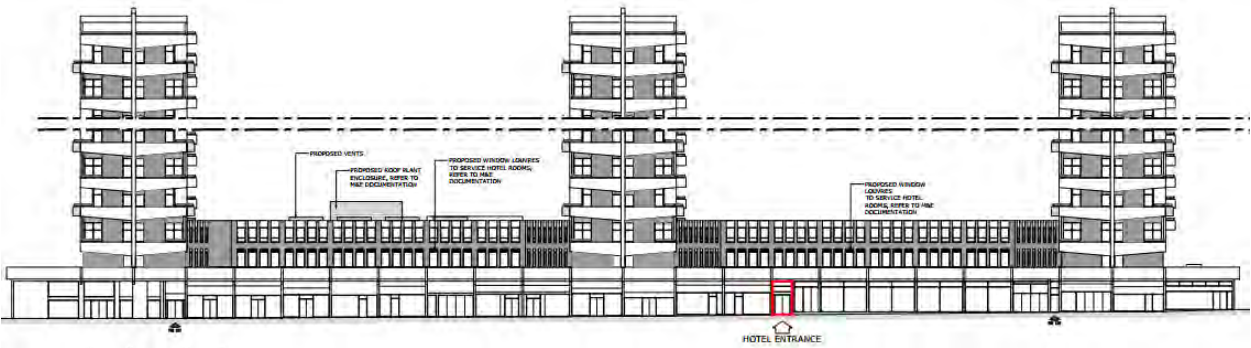 PROPOSED VENTS
PROPOSED ROOF PLANT
ENCLOSURE, REFER TO
M&E DOCUMENTATION
PROPOSED WINDOW LOUVRES
TO SERVICE HOTEL ROOMS,
REFER TO M&E
DOCUMENTATION
PROPOSED WINDOW
LOUVRES
TO SERVICE HOTEL
ROOMS, REFER TO M&E
DOCUMENTATION
HOTEL ENTRANCE